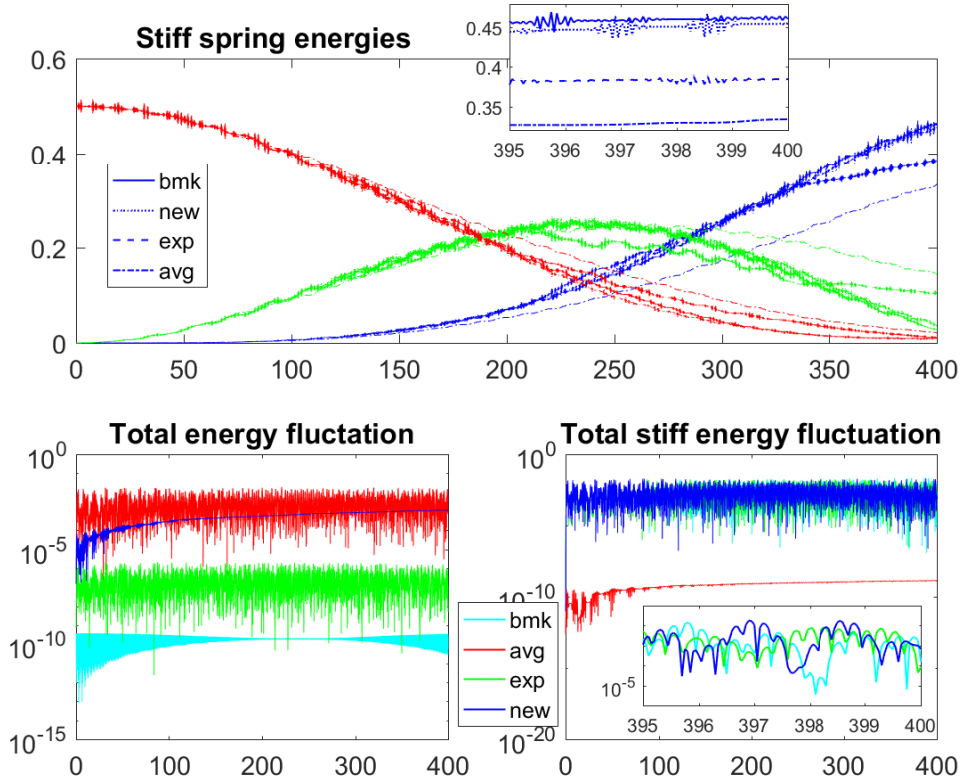 Stiff spring energies
0.6
0.4
0.2
0
bmk
new
exp
avg
0.45
0.4
0.35
395 396 397 398 399 400
0 50 100 150 200 250 300 350 400
Total energy fluctation
10^0
10^-5
10^-10
10^-15
0 100 200 300 400
Total stiff energy fluctuation
10^0
10^-10
10^-20
bmk
avg
exp
new
10^-5
395 396 397 398 399 400
0 100 200 300 400